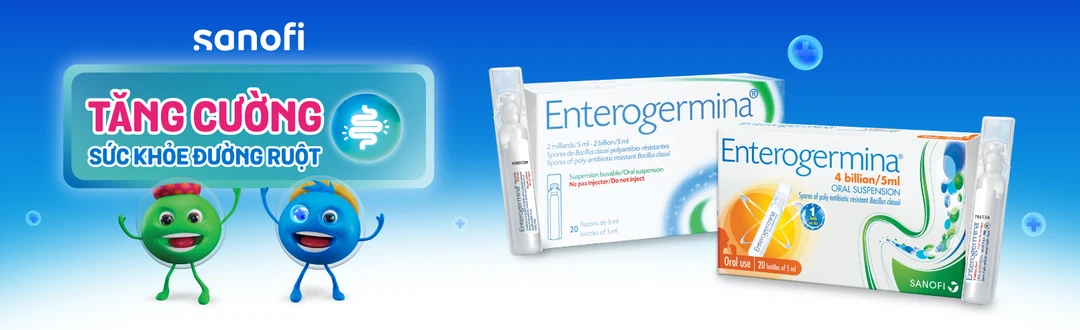 sanofi
TĂNG CƯỜNG
SỨC KHỎE ĐƯỜNG RUỘT
Enterogermina®
2 milliards/5 ml - 2 billion/5 ml
Spores de Bacillus clausii polyantibio-résistantes
Spores of poly-antibiotic resistant Bacillus clausii
Suspension buvable/Oral suspension
Ne pas injecter/Do not inject
20 flacons de 5 ml
bottles of 5 ml
Enterogermina®
4 billion/5ml
ORAL SUSPENSION
Spores of poly-antibiotic resistant Bacillus clausii
Enterogermina
1
Oral use 20 bottles of 5 ml
SANOFI
Enterogermina